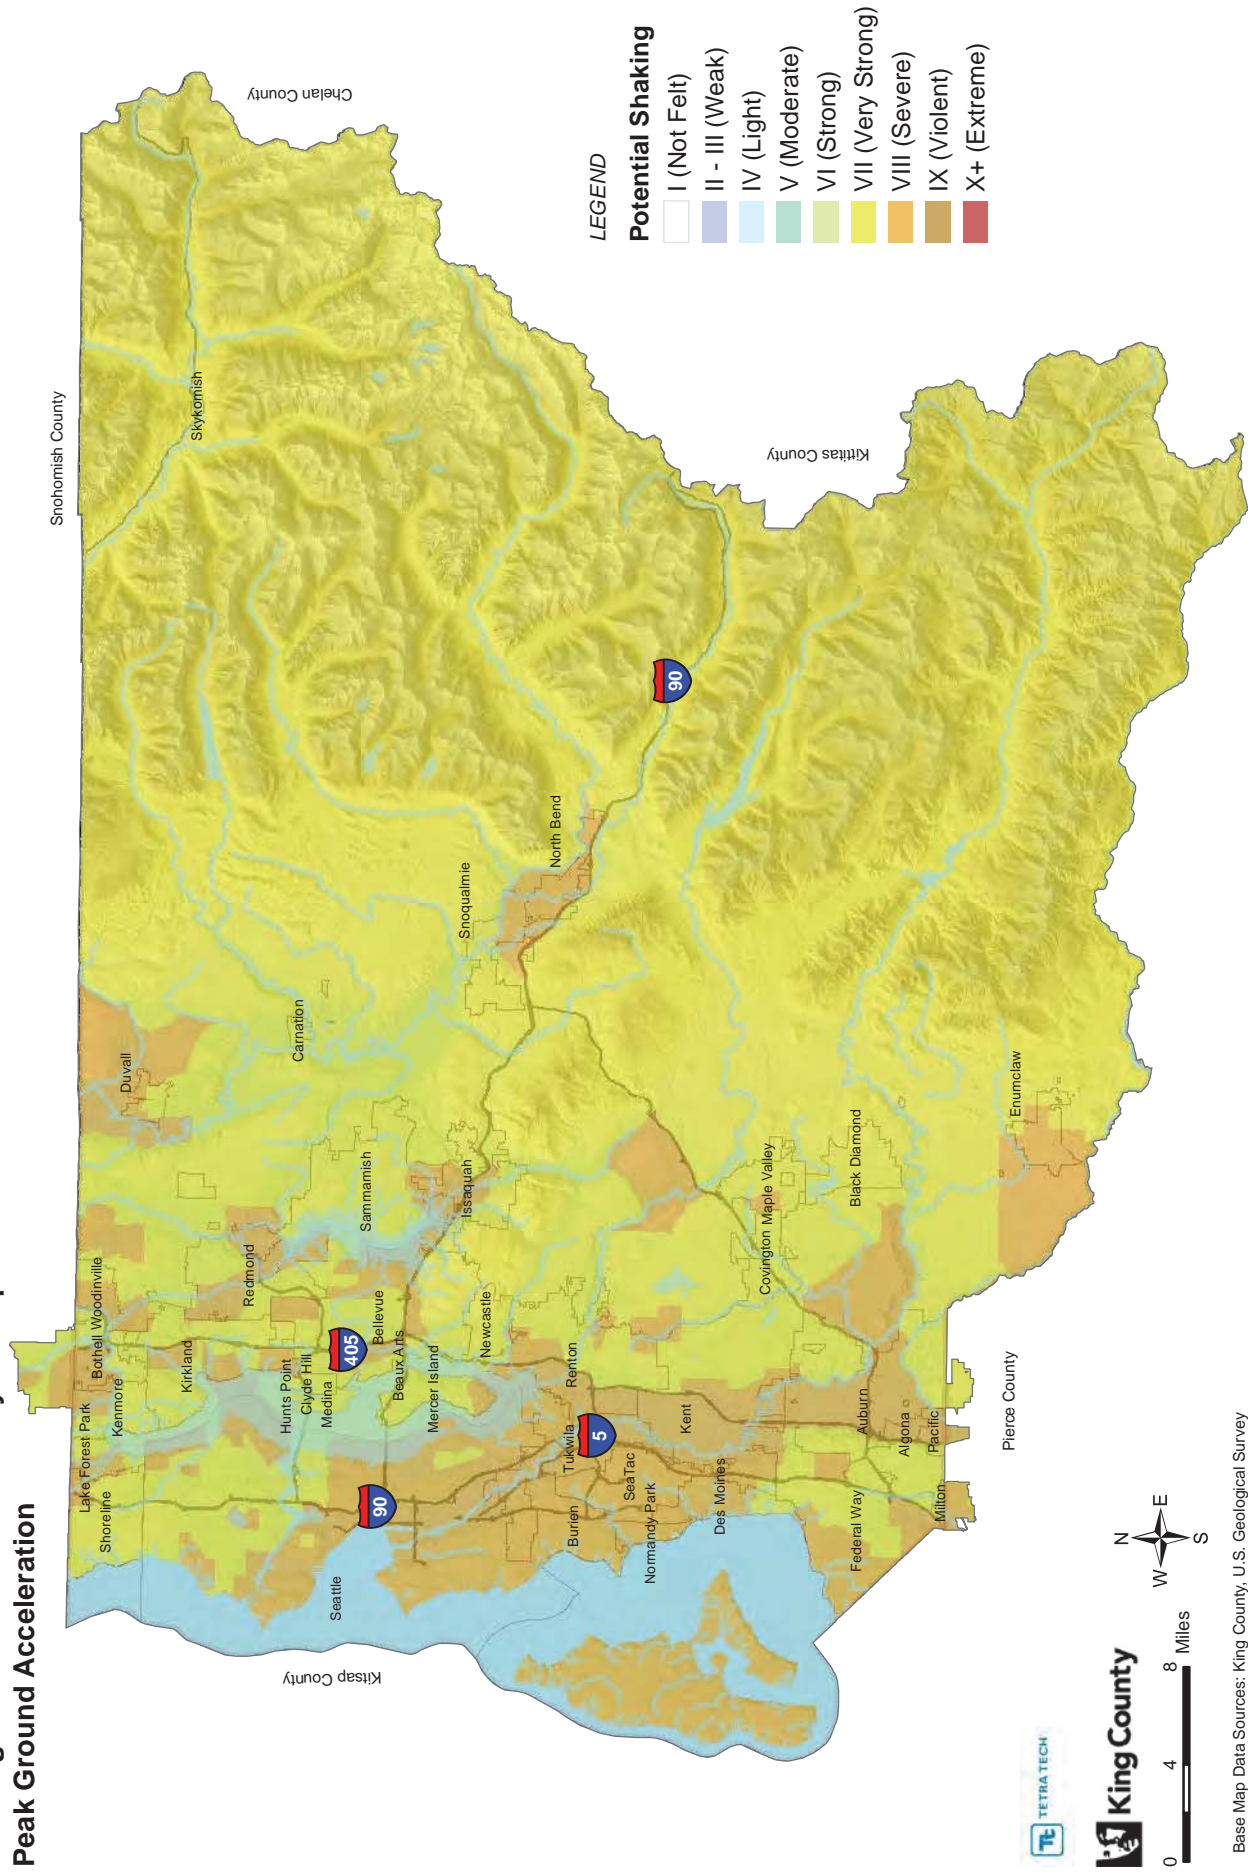 Peak Ground Acceleration
Snohomish County
Chelan County
Kittitas County
Pierce County
Kitsap County
Skykomish
Duvall
Carnation
Snoqualmie
North Bend
Bothell Woodinville
Lake Forest Park
Kenmore
Shoreline
Kirkland
Redmond
Sammamish
Issaquah
Hunts Point
Clyde Hill
Medina
Bellevue
Beaux Arts
Mercer Island
Newcastle
Seattle
Renton
Tukwila
Burien
SeaTac
Normandy Park
Kent
Des Moines
Covington Maple Valley
Black Diamond
Enumclaw
Auburn
Algona
Pacific
Federal Way
Milton
405
90
90
5
LEGEND
Potential Shaking
I (Not Felt)
II - III (Weak)
IV (Light)
V (Moderate)
VI (Strong)
VII (Very Strong)
VIII (Severe)
IX (Violent)
X+ (Extreme)
Tt TETRA TECH
King County
0 4 8
Miles
N
W E
S
Base Map Data Sources: King County, U.S. Geological Survey